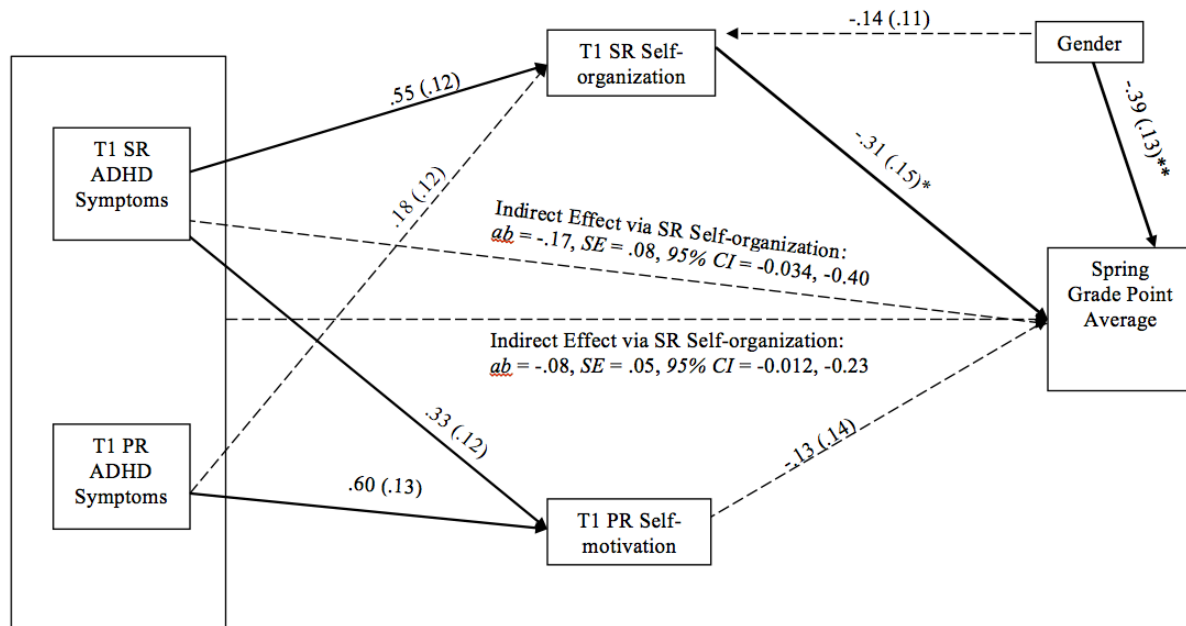 -.14 (.11)
Gender
T1 SR Self-
organization
-.39 (.13)**
.55 (.12)
T1 SR
ADHD
Symptoms
-.31 (.15)*
.18 (.12)
Indirect Effect via SR Self-organization:
ab = -.17, SE = .08, 95% CI = -0.034, -0.40
Spring
Grade Point
Average
Indirect Effect via SR Self-organization:
ab = -.08, SE = .05, 95% CI = -0.012, -0.23
.33 (.12)
T1 PR
ADHD
Symptoms
-.13 (.14)
.60 (.13)
T1 PR Self-
motivation